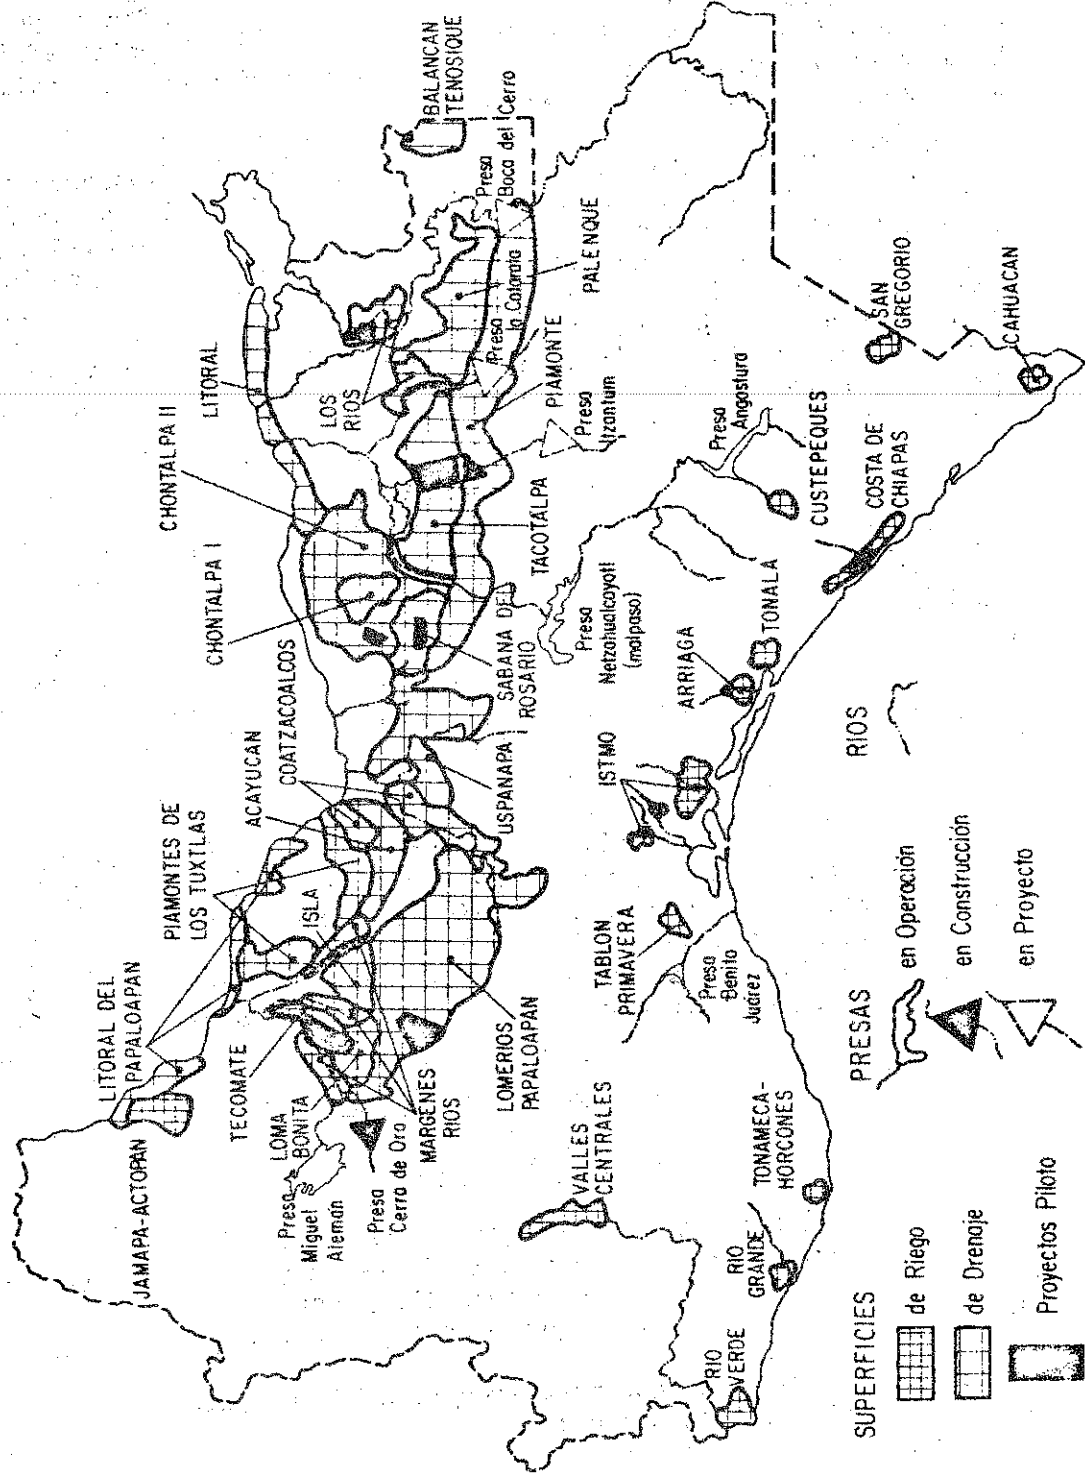 JAMAPA-ACTOPAN
LITORAL DEL
PAPALOAPAN
PIAMONTES DE
LOS TUXTLAS
ACAYUCAN
COATZACOALCOS
CHONTALPA I
CHONTALPA II
LITORAL
LOS
RIOS
BALANCAN
TENOSIQUE
TECOMATE
ISLA
LOMA
BONITA
Presa
Miguel
Alemán
Presa
Cerro de Oro
MARGENES
RIOS
LOMERIOS
PAPALOAPAN
USPANAPA
SABANA DEL
ROSARIO
TACOTALPA
PIAMONTE
PALENQUE
Presa
Boca del Cerro
Presa
la Catarata
Presa
Itzantum
Presa
Netzahualcoyotl
(malpaso)
Presa
Angostura
VALLES
CENTRALES
TABLON
PRIMAVERA
Presa
Benito
Juárez
ISTMO
ARRIAGA
TONALA
CUSTEPEQUES
COSTA DE
CHIAPAS
SAN
GREGORIO
CAHUACAN
RIO
VERDE
RIO
GRANDE
TONAMECA-
HORCONES
SUPERFICIES
de Riego
de Drenaje
Proyectos Piloto
PRESAS
en Operación
en Construcción
en Proyecto
RIOS